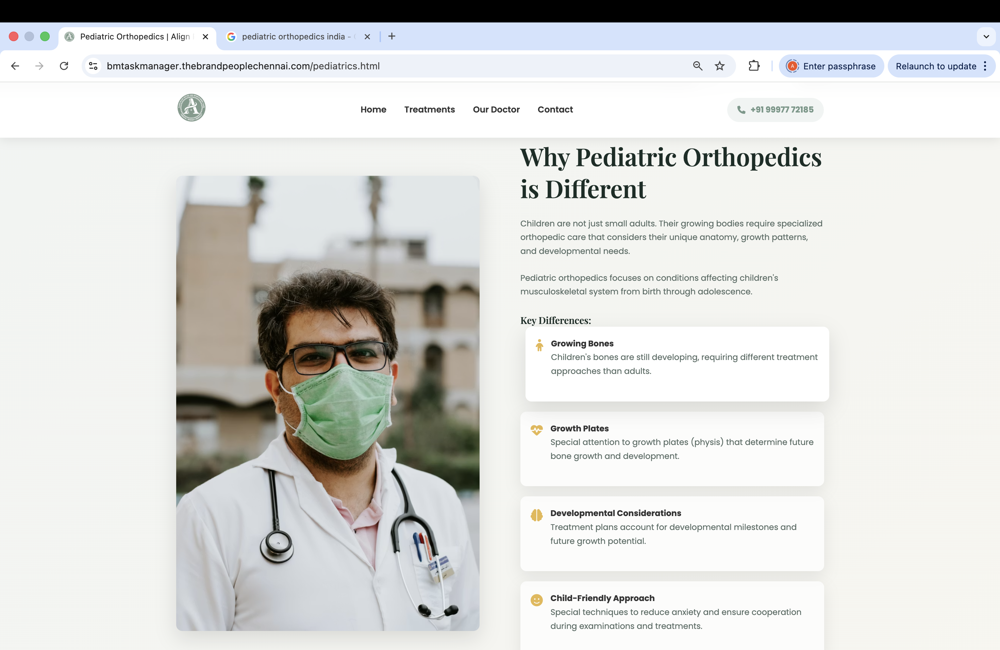 Pediatric Orthopedics | Align
pediatric orthopedics india -
bmtaskmanager.thebrandpeoplechennai.com/pediatrics.html
A
Enter passphrase
Relaunch to update
Home
Treatments
Our Doctor
Contact
+91 99977 72185
Why Pediatric Orthopedics
is Different
Children are not just small adults. Their growing bodies require specialized
orthopedic care that considers their unique anatomy, growth patterns,
and developmental needs.
Pediatric orthopedics focuses on conditions affecting children's
musculoskeletal system from birth through adolescence.
Key Differences:
Growing Bones
Children's bones are still developing, requiring different treatment
approaches than adults.
Growth Plates
Special attention to growth plates (physis) that determine future
bone growth and development.
Developmental Considerations
Treatment plans account for developmental milestones and
future growth potential.
Child-Friendly Approach
Special techniques to reduce anxiety and ensure cooperation
during examinations and treatments.